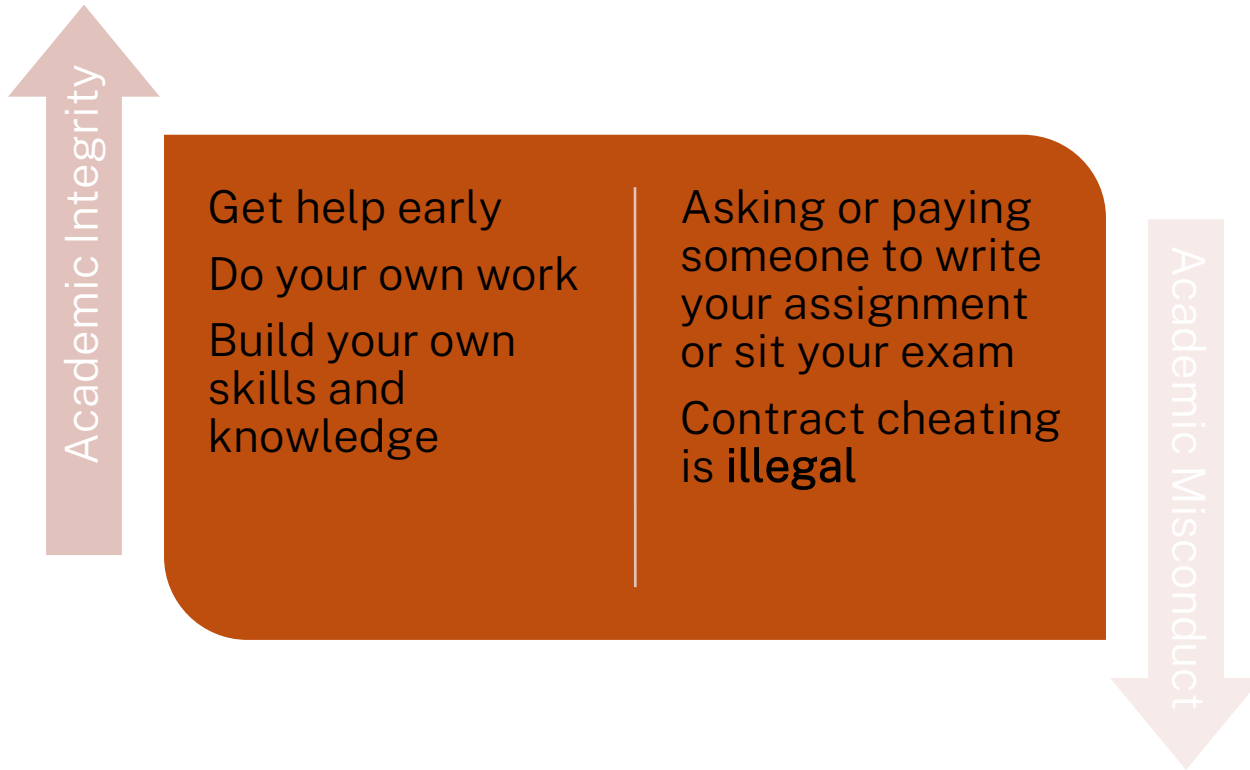 Academic Integrity
Get help early
Do your own work
Build your own
skills and
knowledge
Asking or paying
someone to write
your assignment
or sit your exam
Contract cheating
is illegal
Academic Misconduct